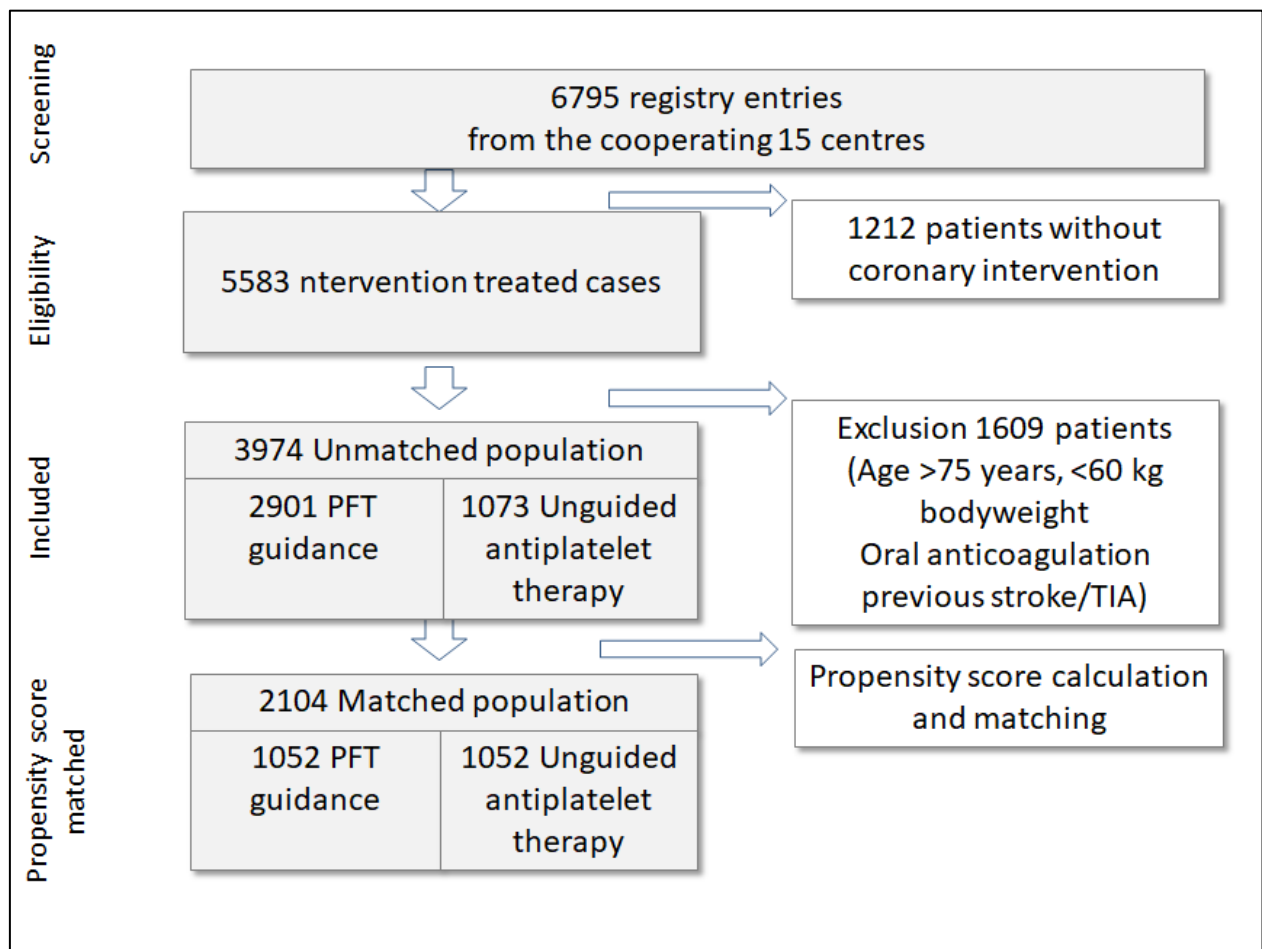 Screening
6795 registry entries
from the cooperating 15 centres
Eligibility
5583 ntervention treated cases
1212 patients without
coronary intervention
Included
3974 Unmatched population
2901 PFT
guidance
1073 Unguided
antiplatelet
therapy
Exclusion 1609 patients
(Age >75 years, <60 kg
bodyweight
Oral anticoagulation
previous stroke/TIA)
Propensity score
matched
2104 Matched population
1052 PFT
guidance
1052 Unguided
antiplatelet
therapy
Propensity score calculation
and matching